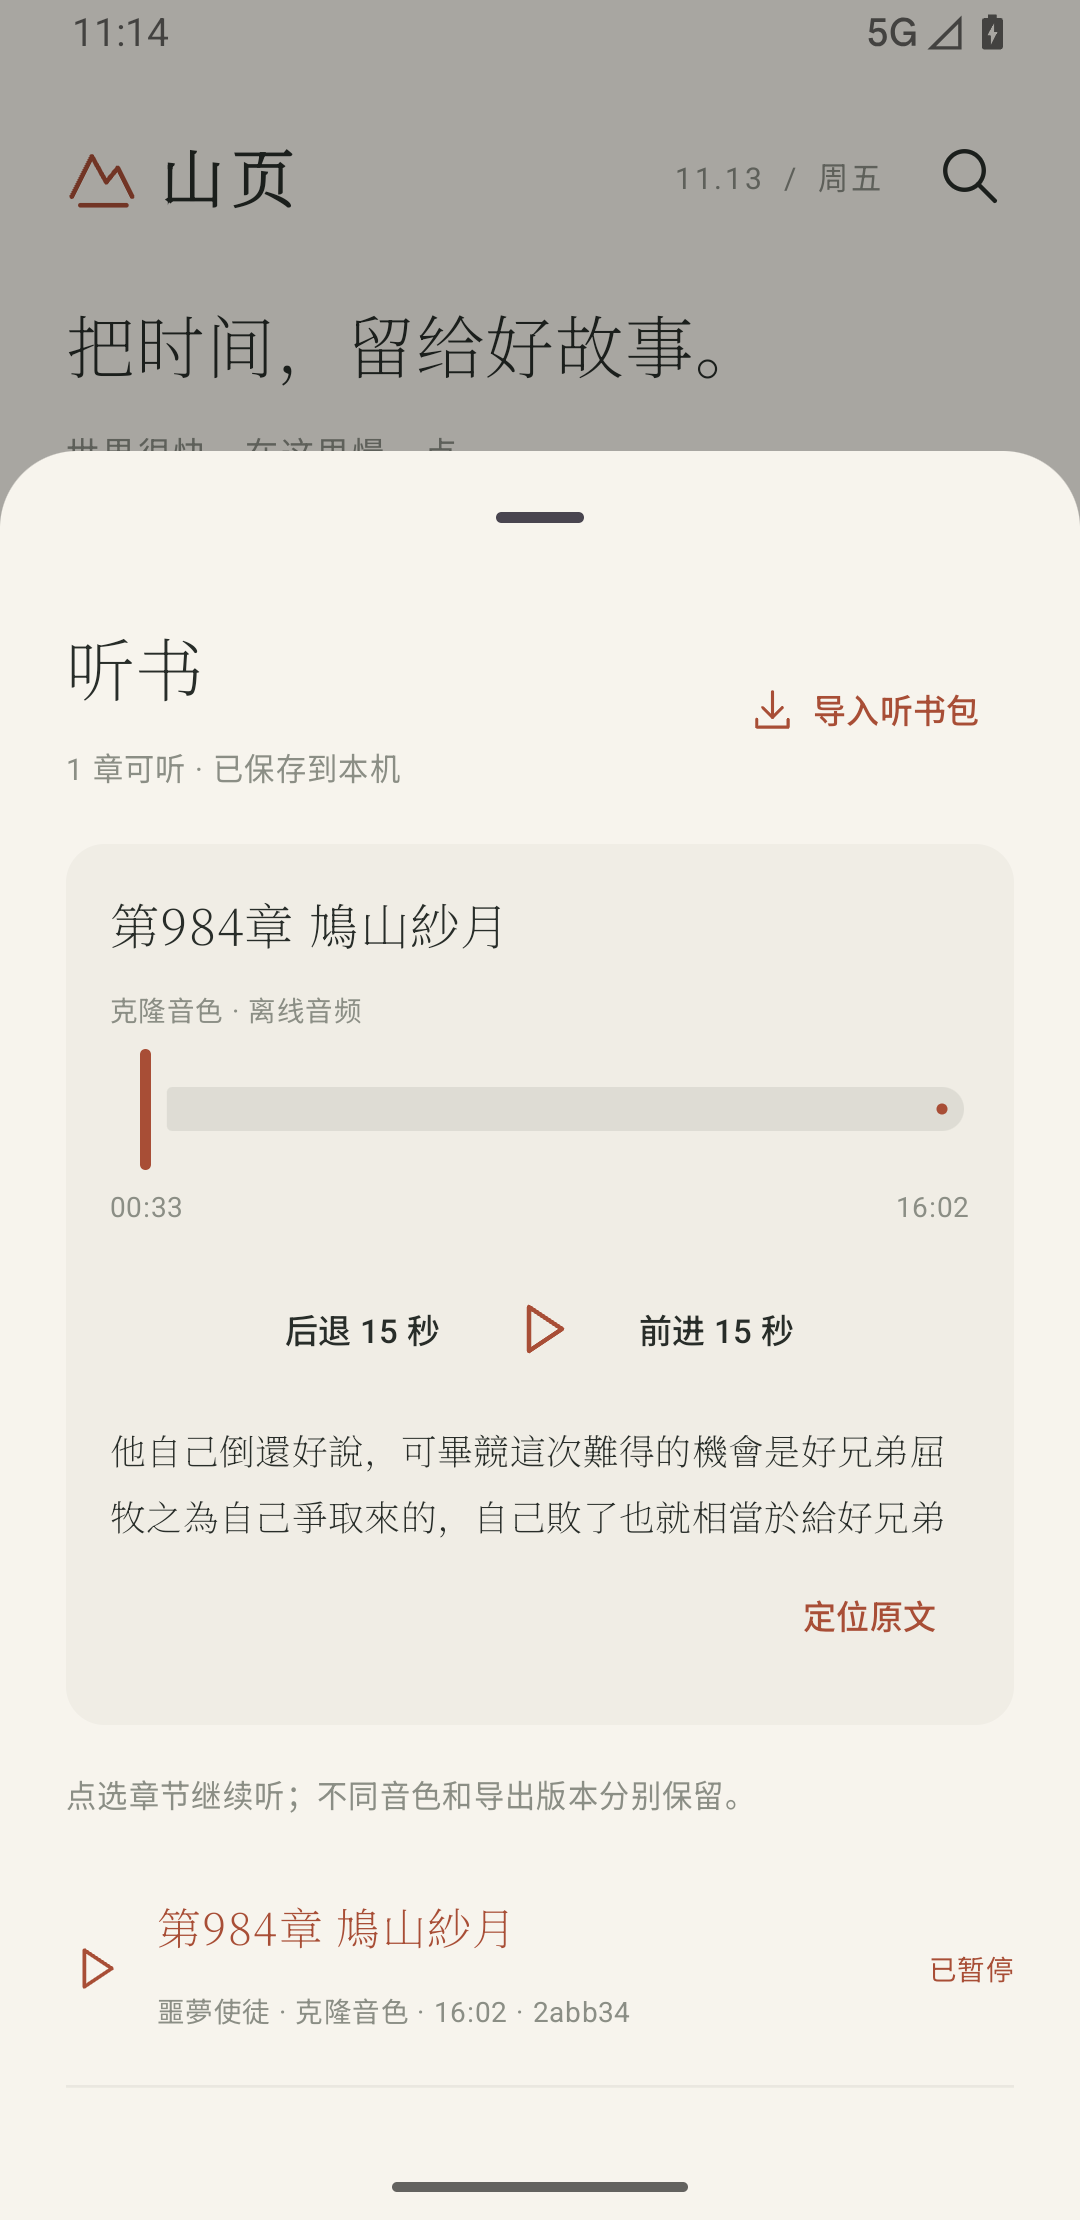 11:14
5G
山页
11.13 / 周五
把时间，留给好故事。
听书
导入听书包
1 章可听 · 已保存到本机
第984章 鳩山紗月
克隆音色 · 离线音频
00:33
16:02
后退 15 秒
前进 15 秒
他自己倒還好說，可畢競這次難得的機會是好兄弟屈
牧之為自己爭取來的，自己敗了也就相當於給好兄弟
定位原文
点选章节继续听；不同音色和导出版本分别保留。
第984章 鳩山紗月
已暂停
噩夢使徒 · 克隆音色 · 16:02 · 2abb34